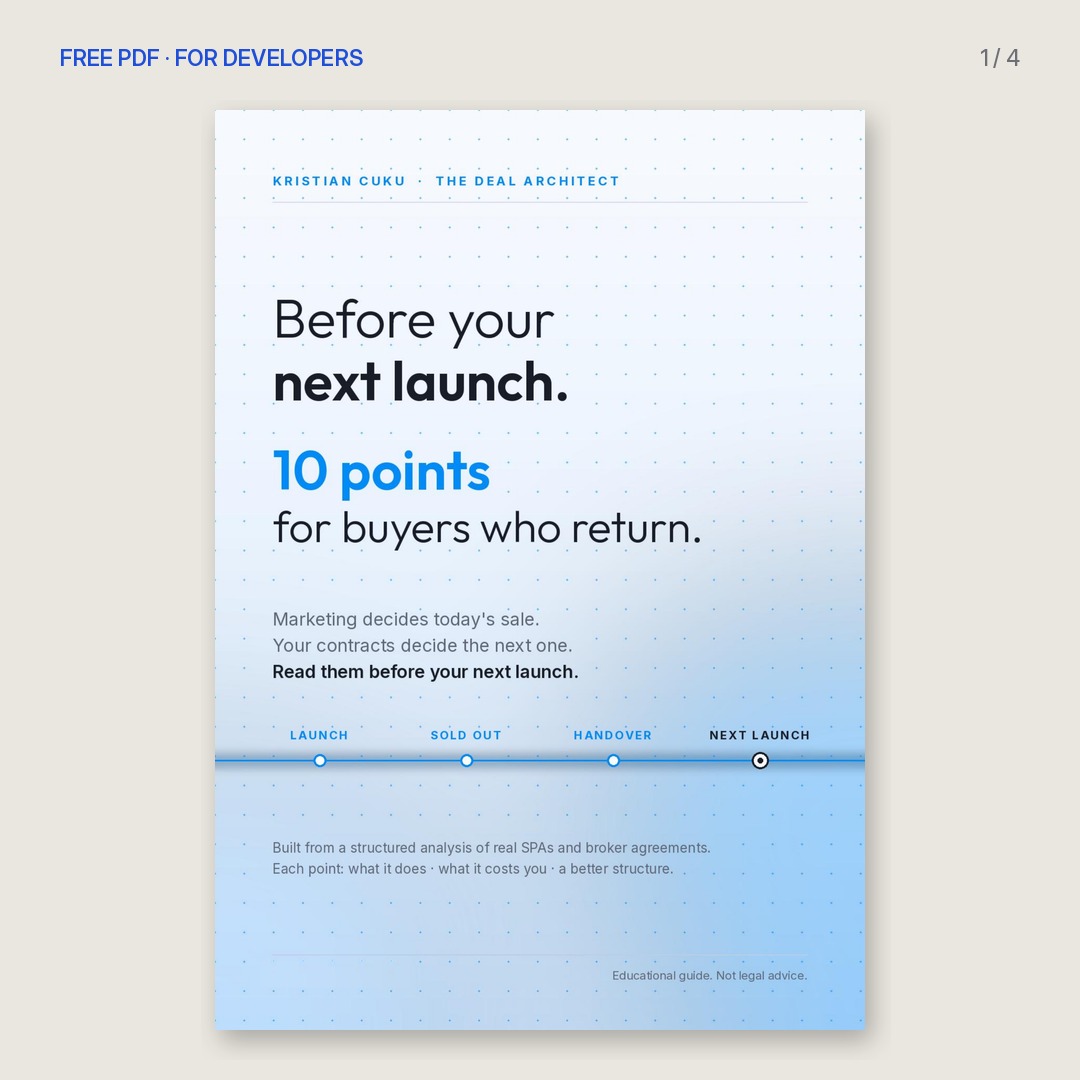 FREE PDF · FOR DEVELOPERS
1/ 4
KRISTIAN CUKU · THE DEAL ARCHITECT
Before your
next launch.
10 points
for buyers who return.
Marketing decides today's sale.
Your contracts decide the next one.
Read them before your next launch.
LAUNCH SOLD OUT HANDOVER NEXT LAUNCH
Built from a structured analysis of real SPAs and broker agreements.
Each point: what it does · what it costs you · a better structure.
Educational guide. Not legal advice.